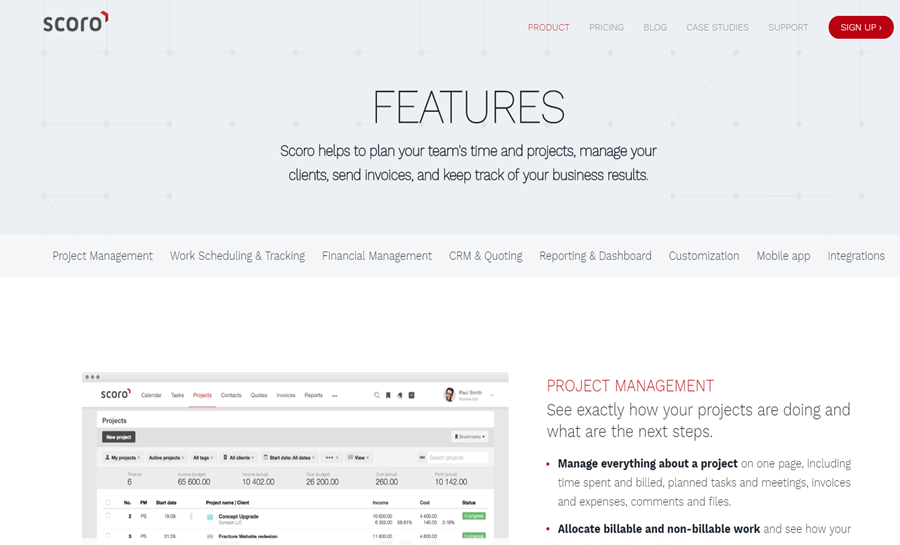 scoro
PRODUCT PRICING BLOG CASE STUDIES SUPPORT SIGN UP ›
FEATURES
Scoro helps to plan your team's time and projects, manage your
clients, send invoices, and keep track of your business results.
Project Management Work Scheduling & Tracking Financial Management CRM & Quoting Reporting & Dashboard Customization Mobile app Integrations
scoro Calendar Tasks Projects Contacts Quotes Invoices Reports ••• Paul Smith
Projects
New project Bookmarks
My projects Active projects All tags All clients Start date: All dates ••• View Search projects
Projects Income (budget) Income (actual) Cost (budget) Cost (actual) Profit (actual)
6 65 600.00 10 402.00 26 200.00 260.00 10 142.00
No. PM Start date Project name | Client Income Cost Status
2 PS 19.09. Concept Upgrade 10 600.00 4 400.00 In progress
Concept LLC 6 352.00 59.91% 140.00 3.18%
3 PS 21.09. Fracture Website redesign 36 600.00 4 800.00 In progress
PROJECT MANAGEMENT
See exactly how your projects are doing and
what are the next steps.
• Manage everything about a project on one page, including
time spent and billed, planned tasks and meetings, invoices
and expenses, comments and files.
• Allocate billable and non-billable work and see how your